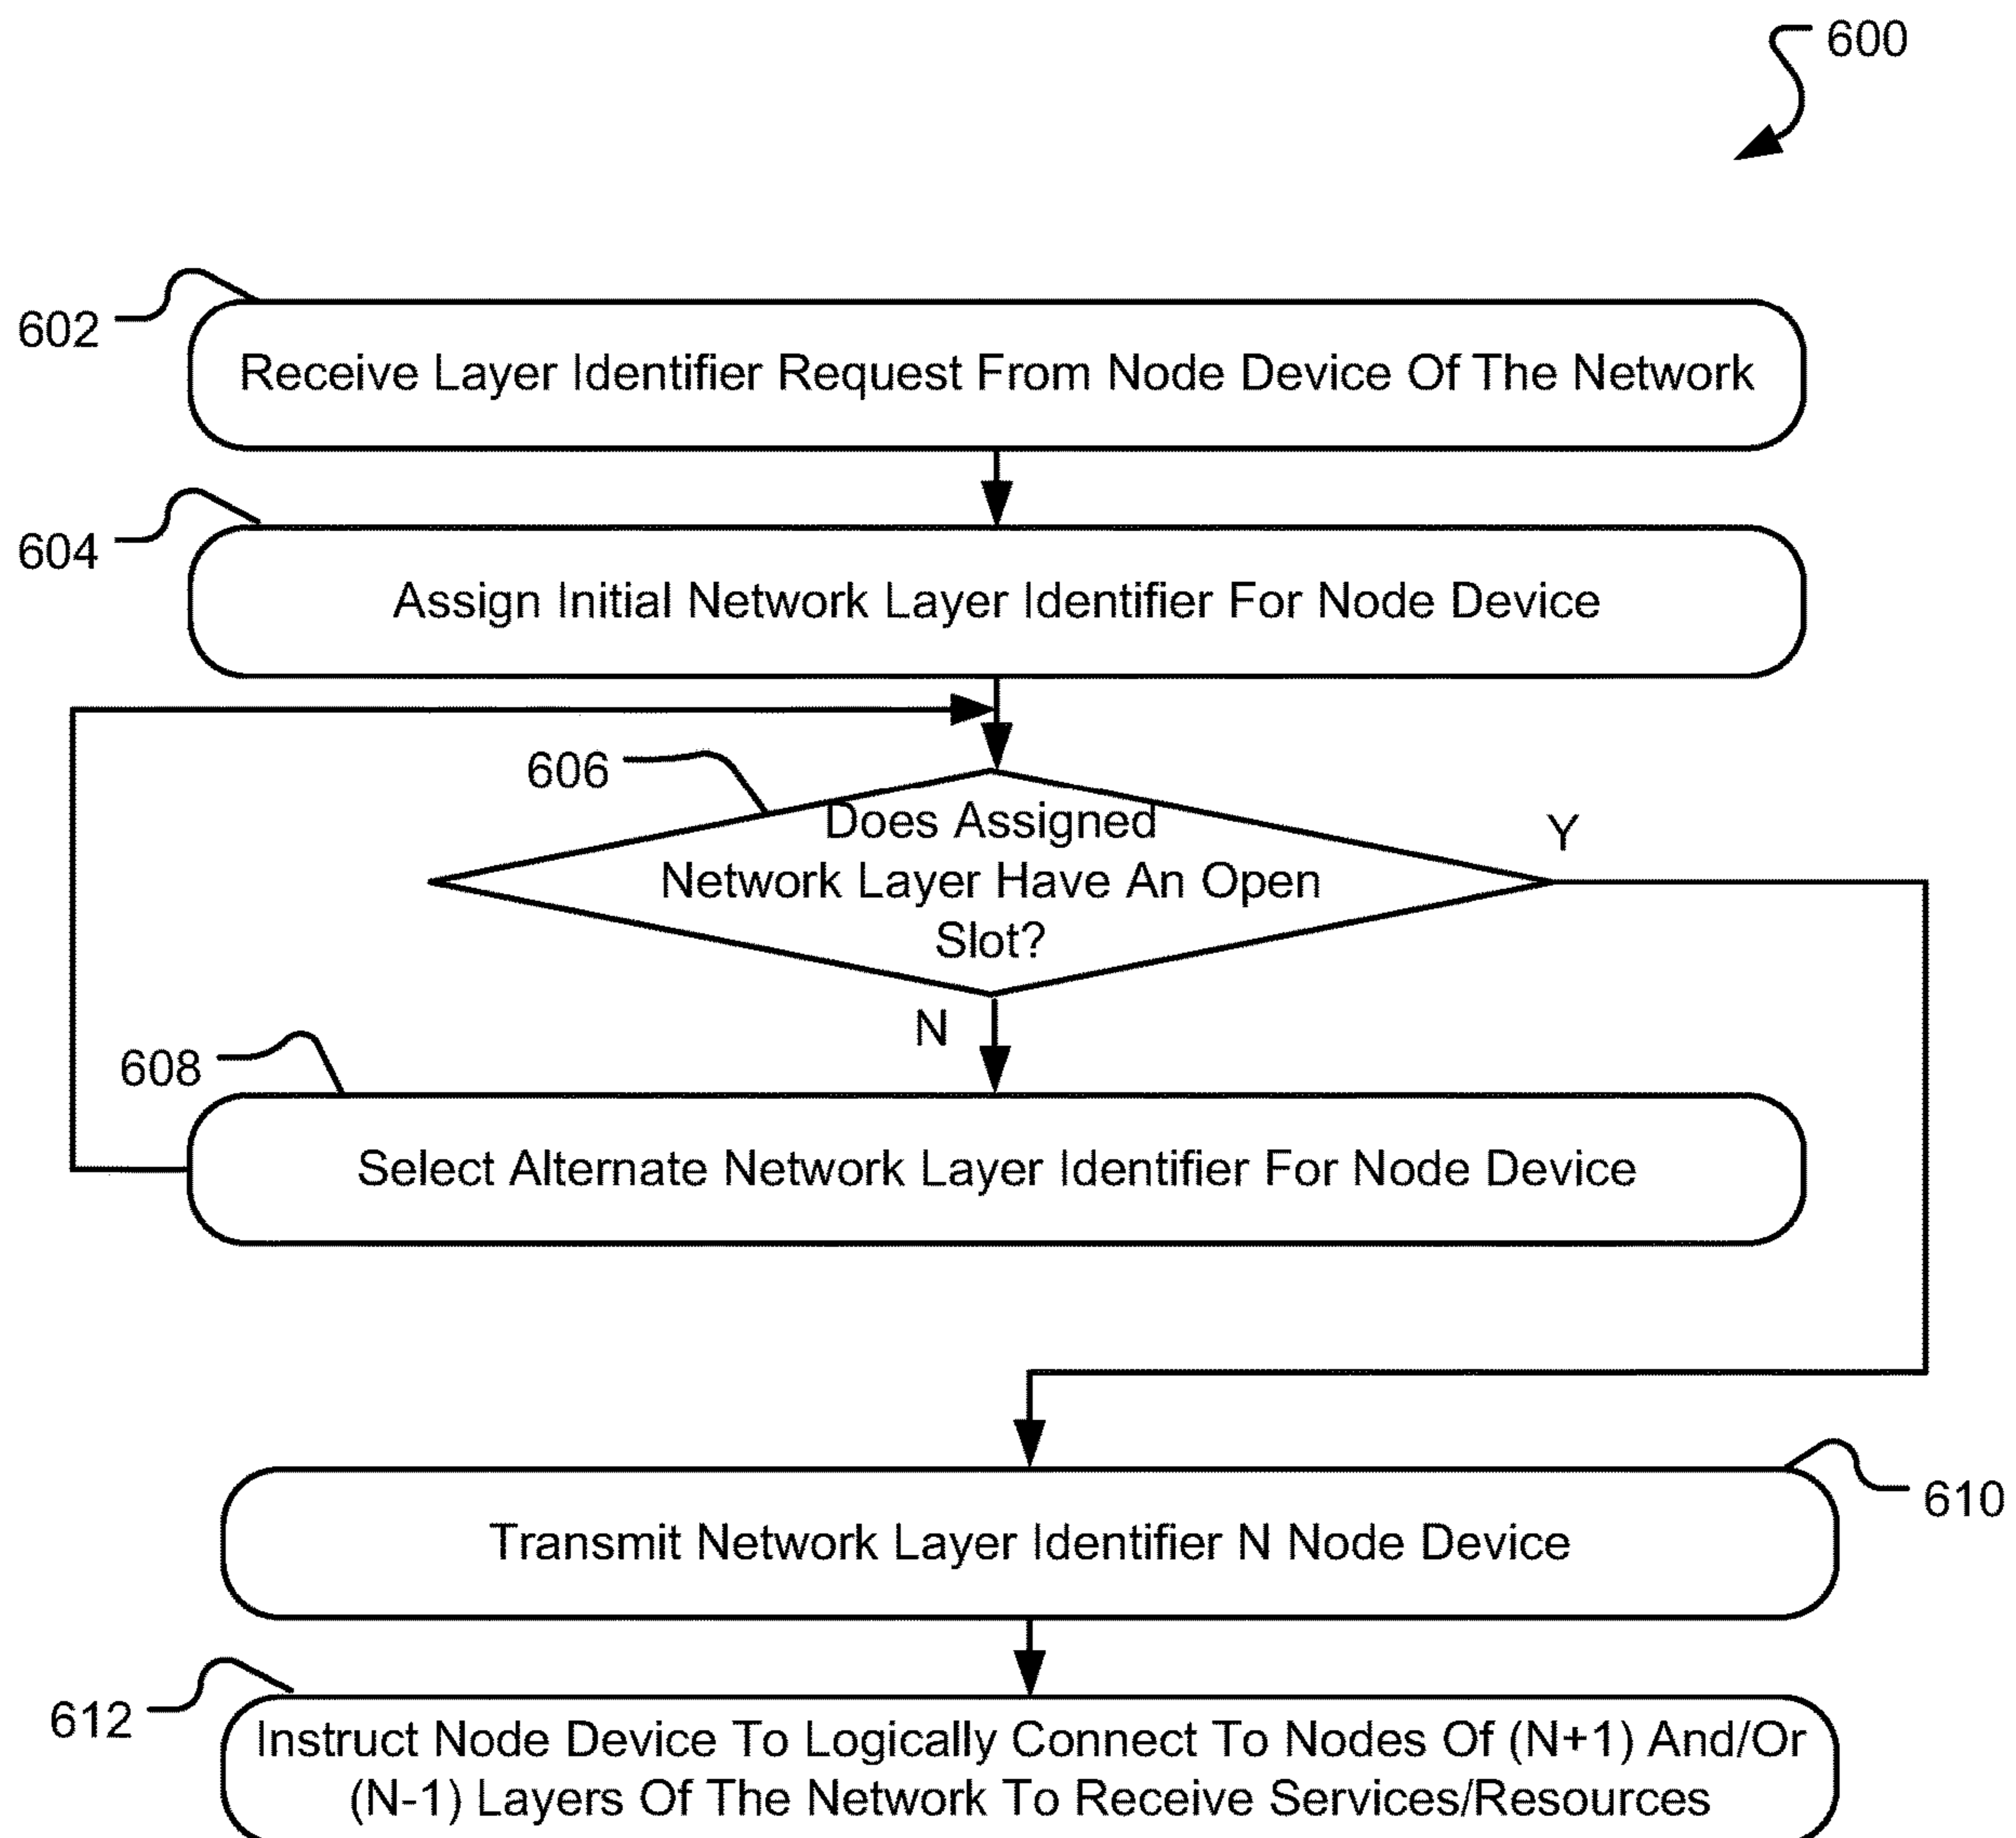 600
602
Receive Layer Identifier Request From Node Device Of The Network
604
Assign Initial Network Layer Identifier For Node Device
606
Does Assigned
Network Layer Have An Open
Slot?
Y
N
608
Select Alternate Network Layer Identifier For Node Device
610
Transmit Network Layer Identifier N Node Device
612
Instruct Node Device To Logically Connect To Nodes Of (N+1) And/Or
(N-1) Layers Of The Network To Receive Services/Resources